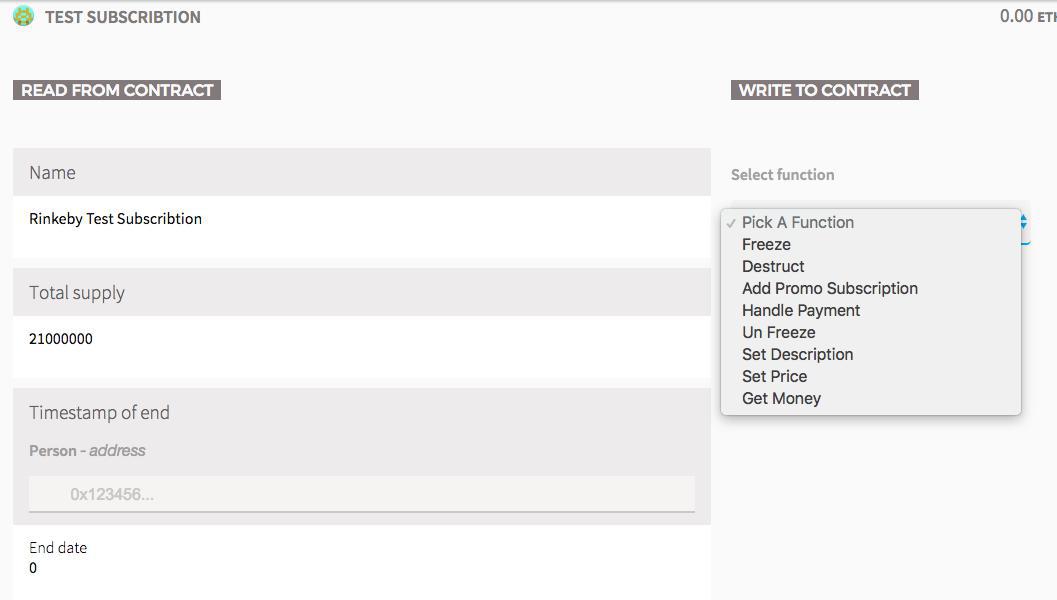 TEST SUBSCRIBTION
0.00 ETH
READ FROM CONTRACT
WRITE TO CONTRACT
Name
Rinkeby Test Subscribtion
Total supply
21000000
Timestamp of end
Person - address
0x123456...
End date
0
Select function
✓ Pick A Function
Freeze
Destruct
Add Promo Subscription
Handle Payment
Un Freeze
Set Description
Set Price
Get Money